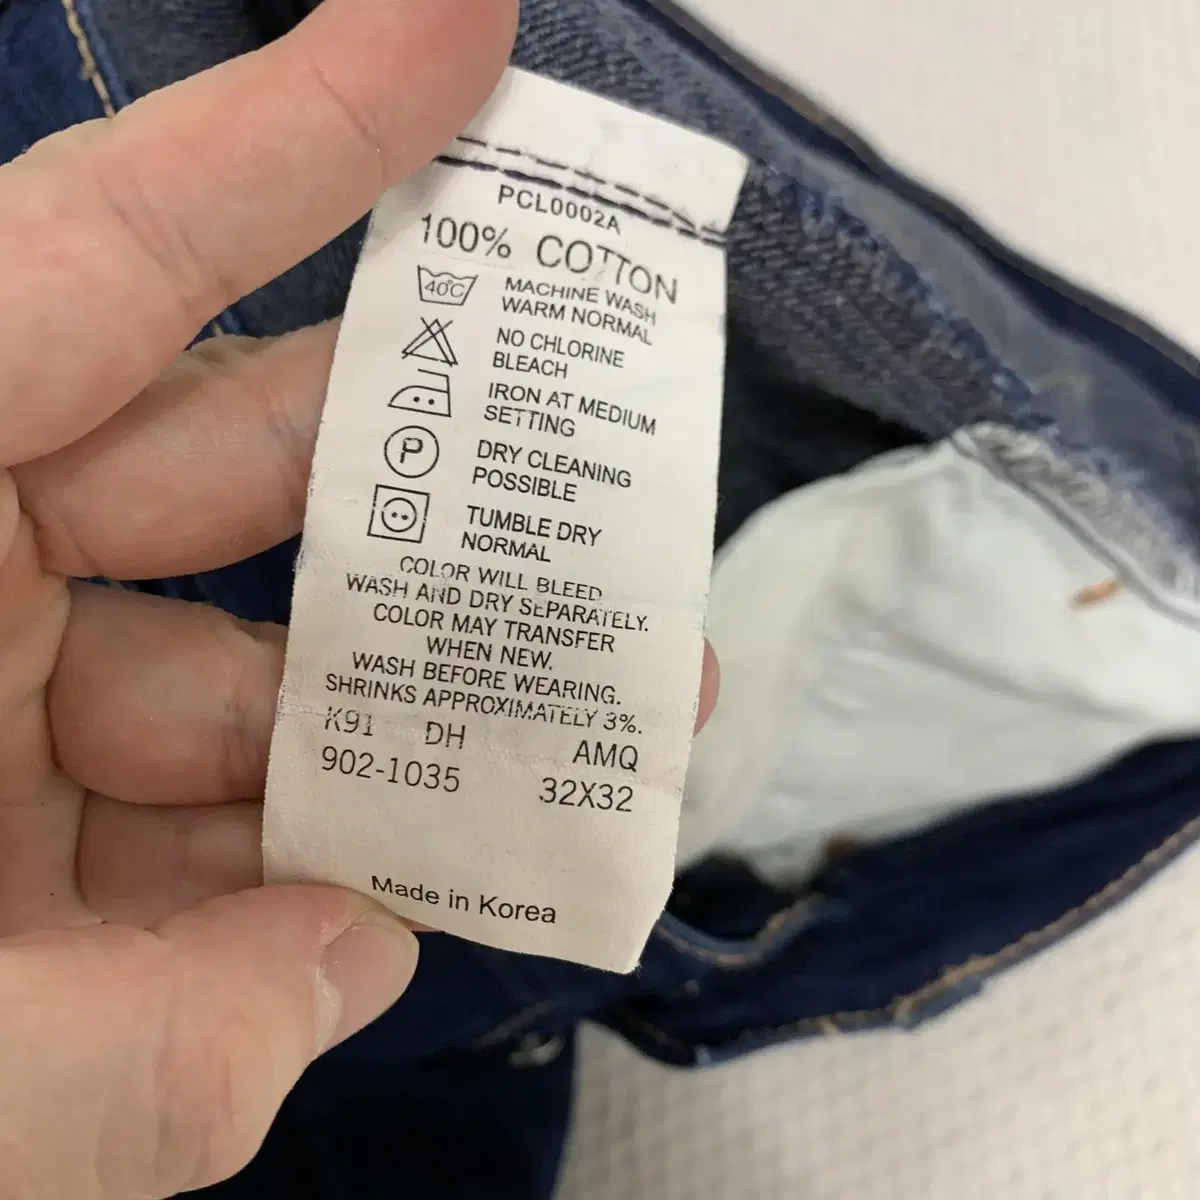 PCL0002A
100% COTTON
40°C
MACHINE WASH
WARM NORMAL
NO CHLORINE
BLEACH
IRON AT MEDIUM
SETTING
P
DRY CLEANING
POSSIBLE
TUMBLE DRY
NORMAL
COLOR WILL BLEED
WASH AND DRY SEPARATELY.
COLOR MAY TRANSFER
WHEN NEW.
WASH BEFORE WEARING.
SHRINKS APPROXIMATELY 3%.
K91 DH AMQ
902-1035 32X32
Made in Korea